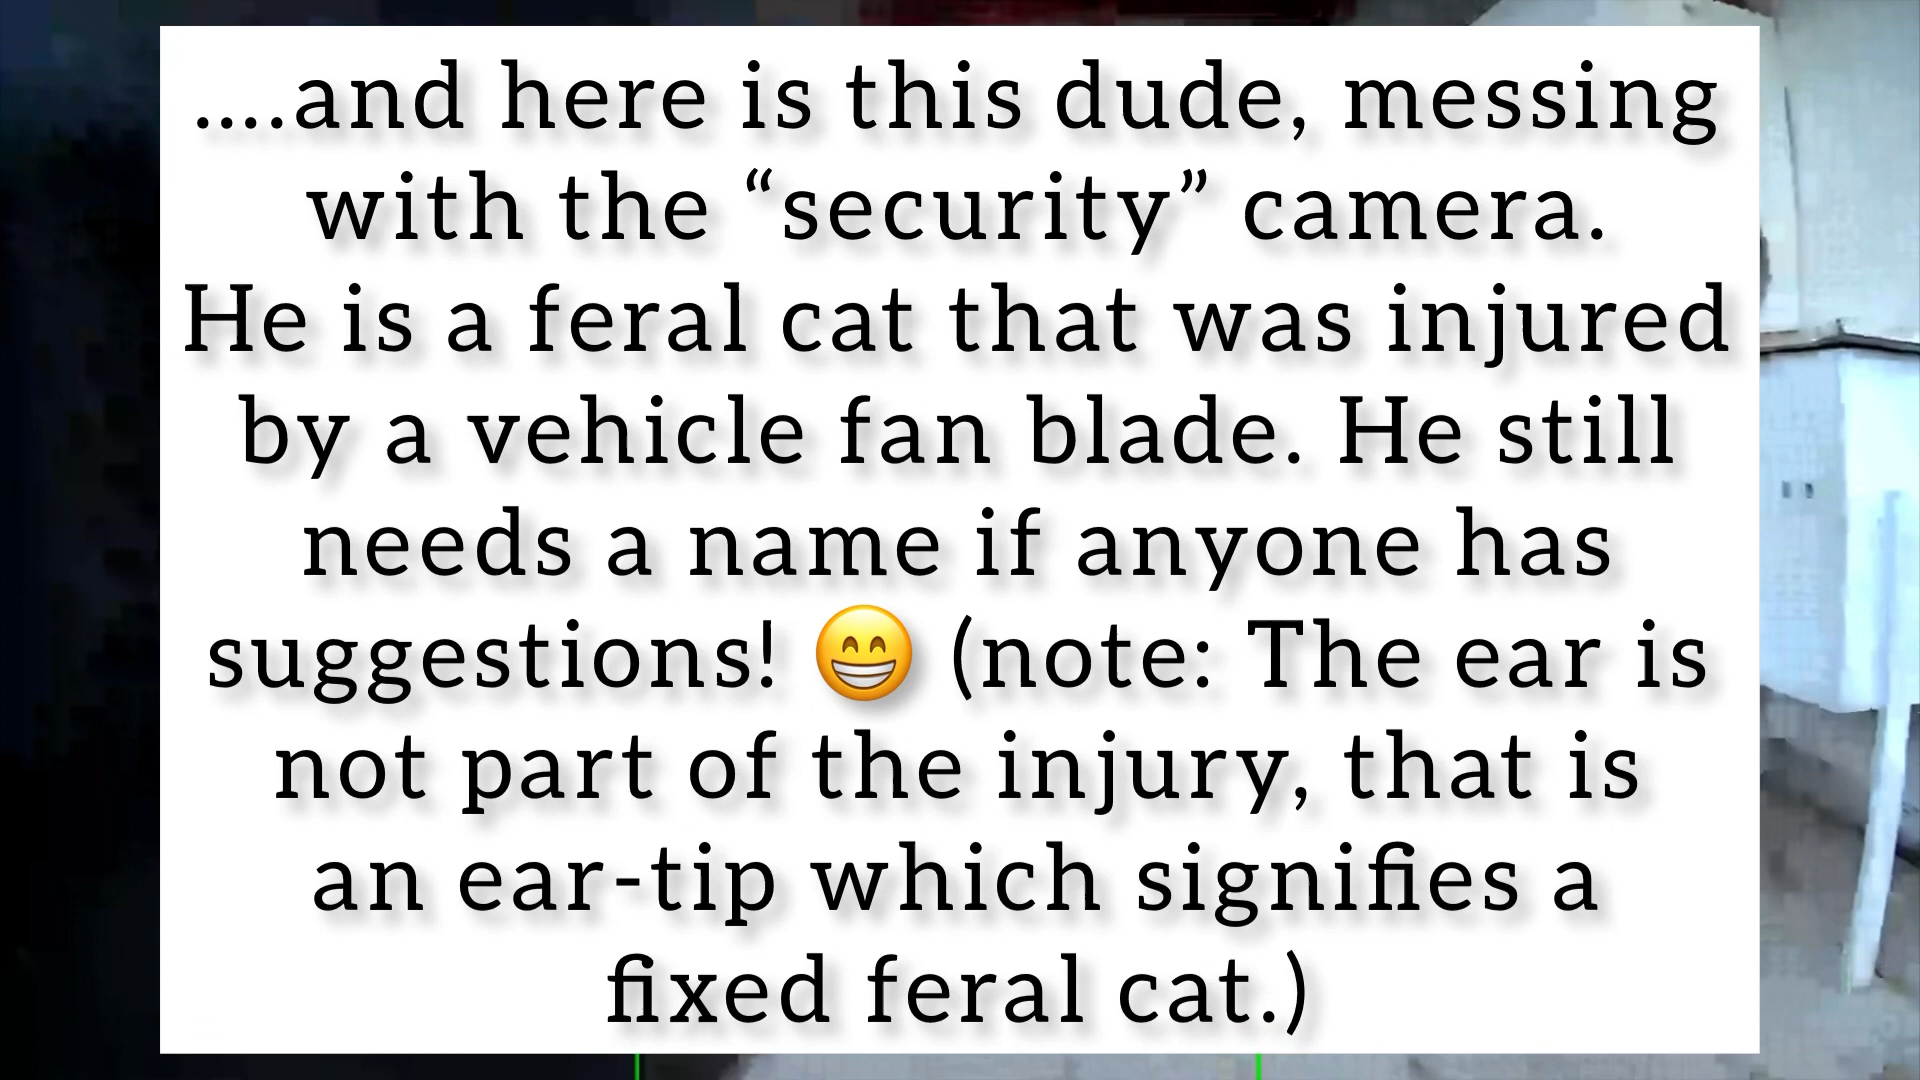 ....and here is this dude, messing
with the “security” camera.
He is a feral cat that was injured
by a vehicle fan blade. He still
needs a name if anyone has
suggestions! 😁 (note: The ear is
not part of the injury, that is
an ear-tip which signifies a
fixed feral cat.)